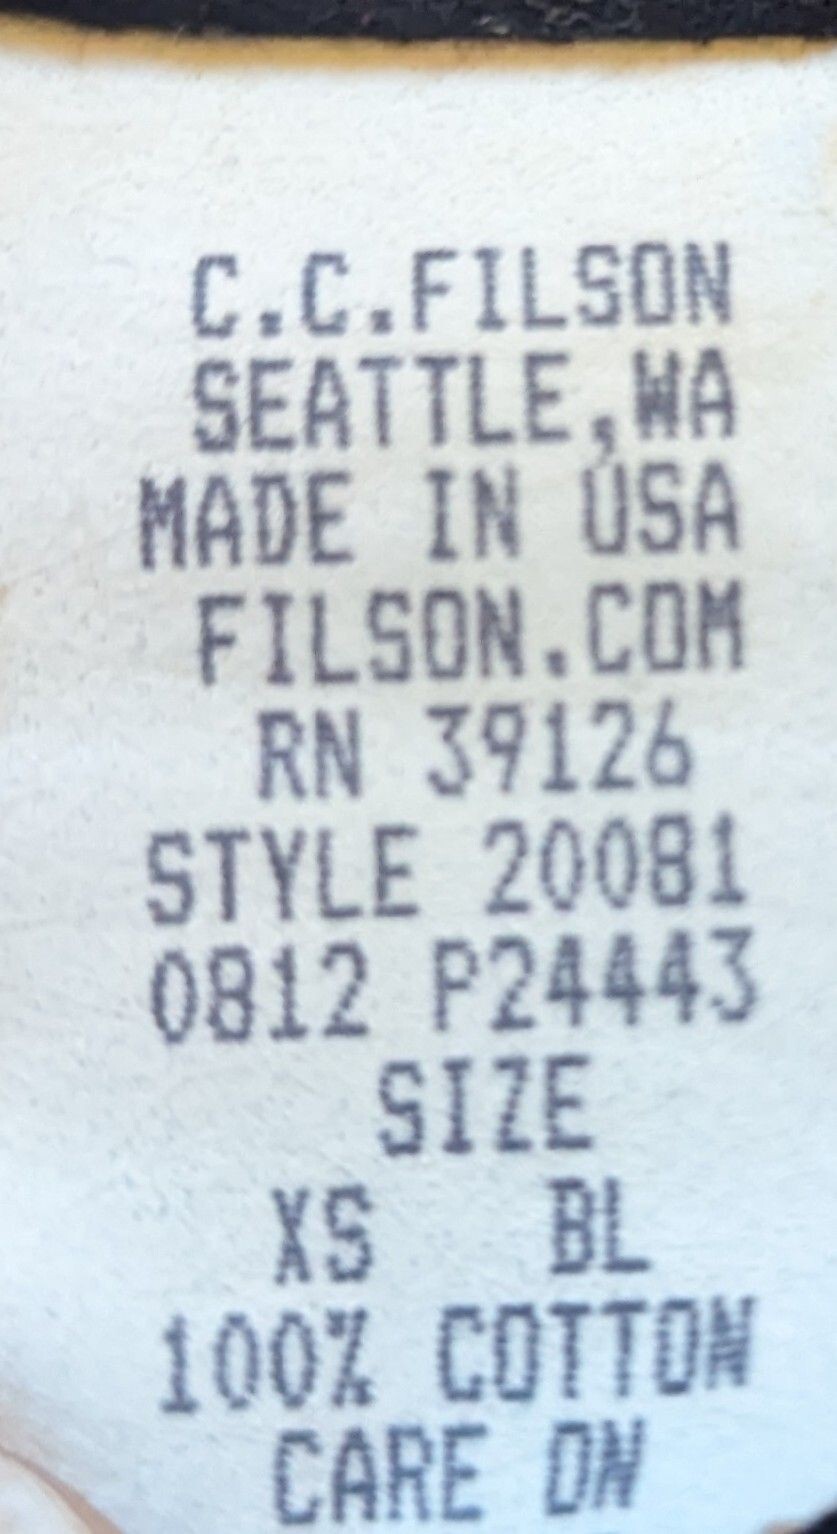 C.C.FILSON
SEATTLE,WA
MADE IN USA
FILSON.COM
RN 39126
STYLE 20081
0812 P24443
SIZE
XS BL
100% COTTON
CARE ON